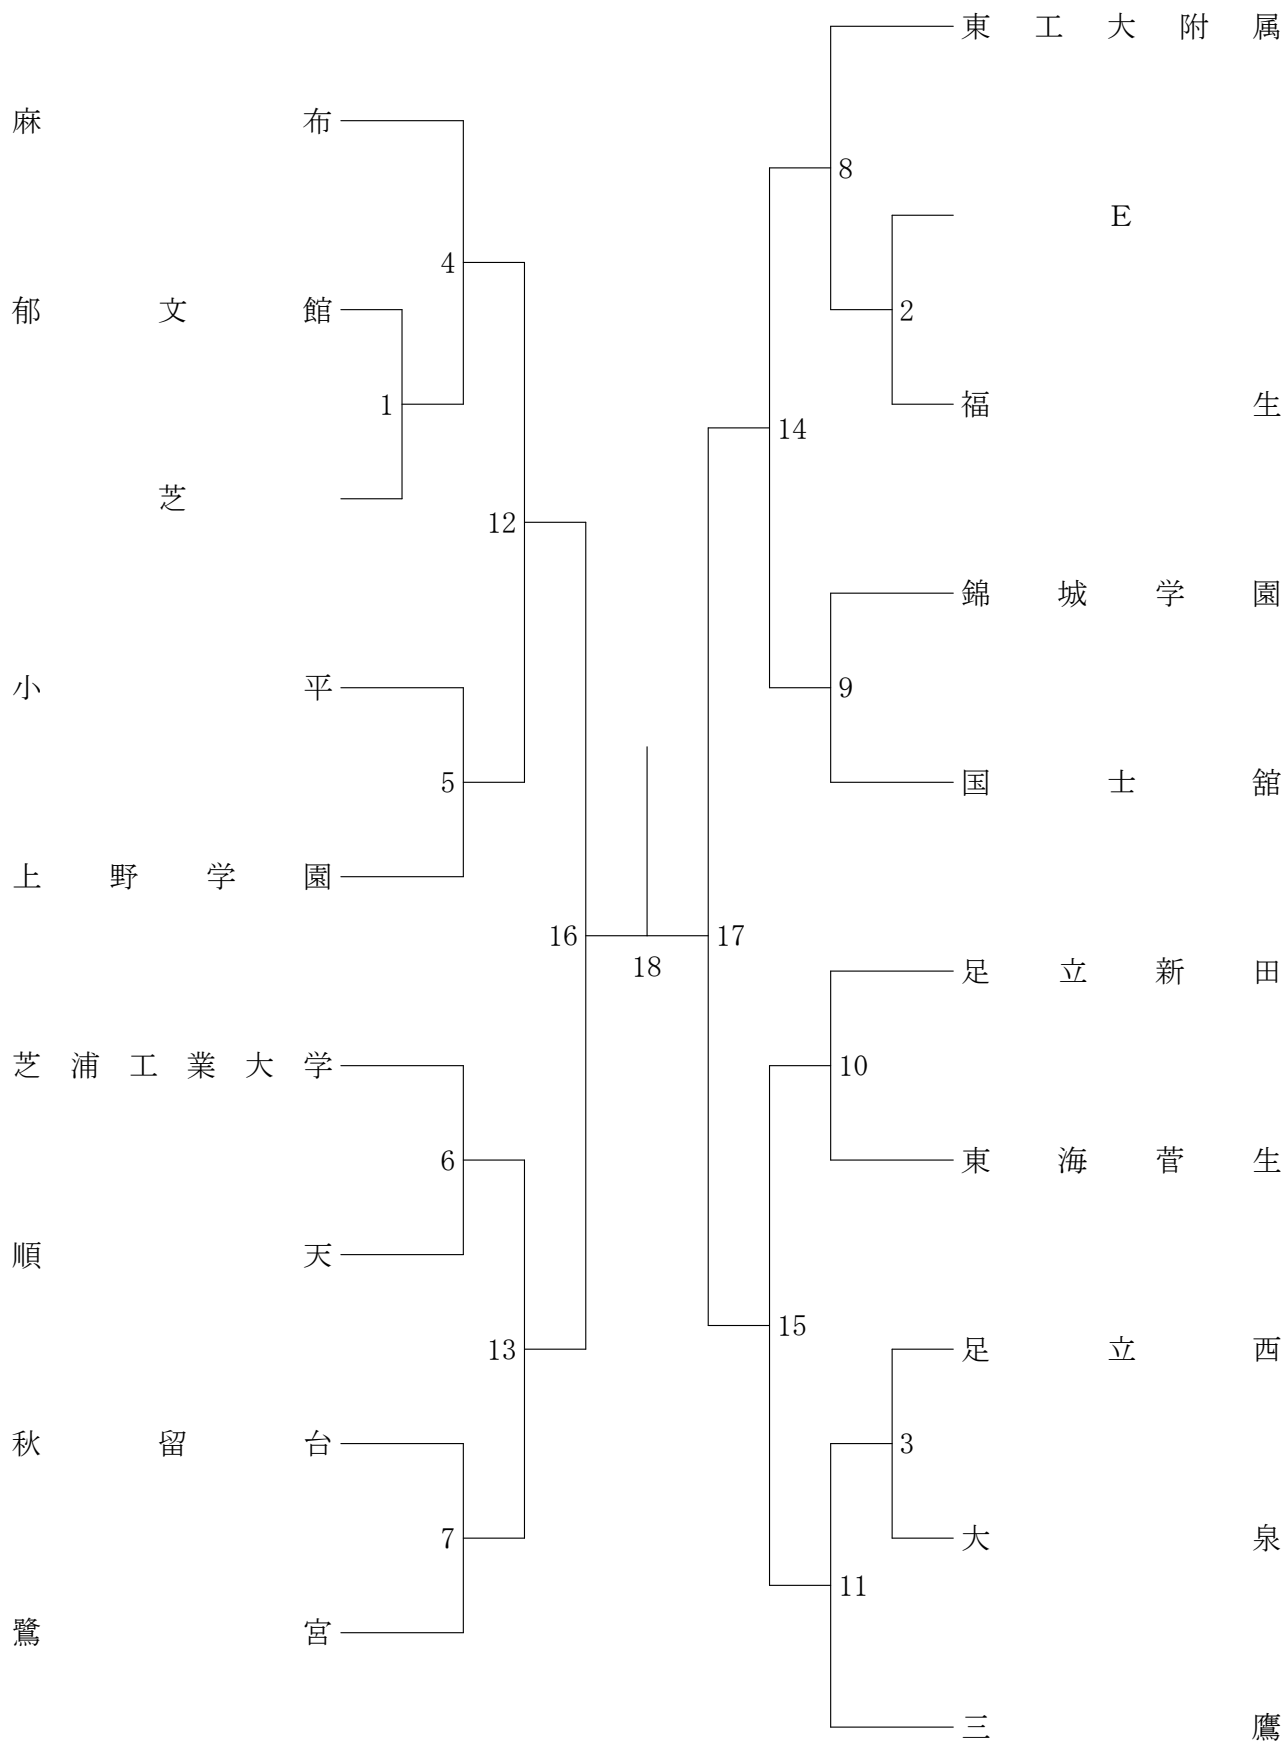 東工大附属
麻布
8
E
4
郁文館
2
1
福生
14
芝
12
錦城学園
小平
9
5
国士舘
上野学園
16
17
18
足立新田
芝浦工業大学
10
6
東海菅生
順天
15
13
足立西
秋留台
3
7
大泉
11
鷺宮
三鷹